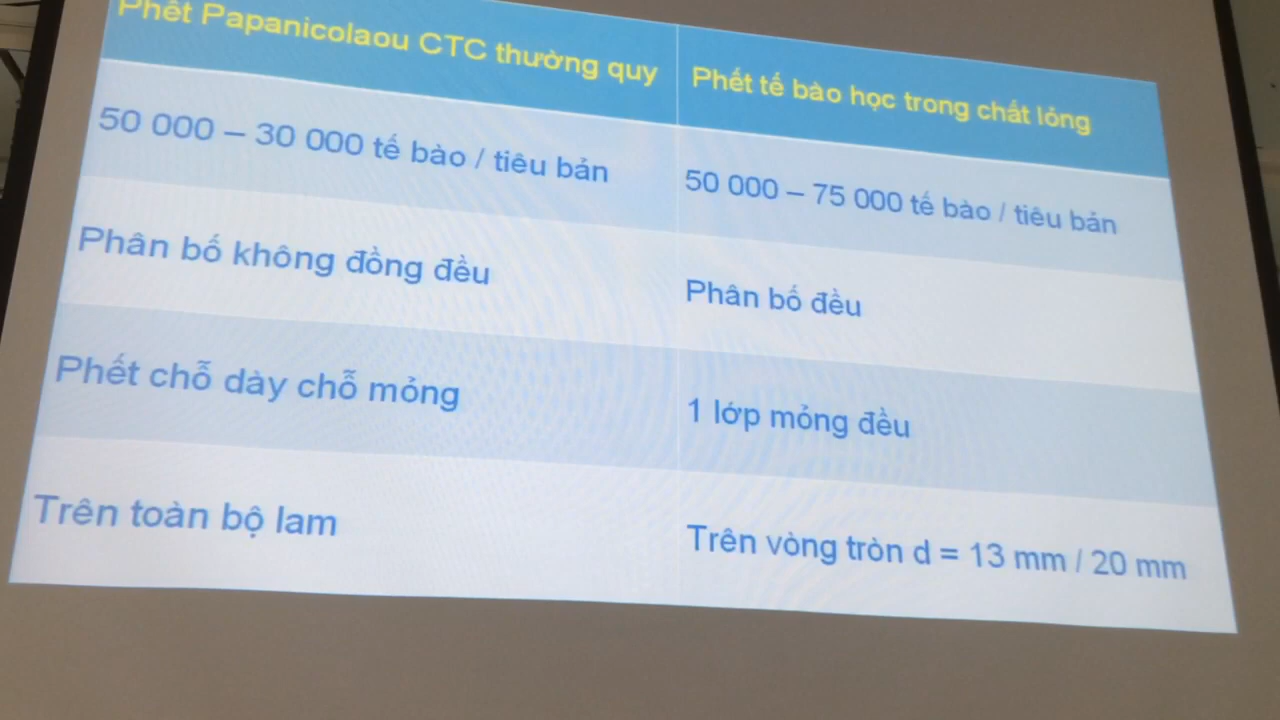 Phết Papanicolaou CTC thường quy
Phết tế bào học trong chất lỏng
50 000 – 30 000 tế bào / tiêu bản
50 000 – 75 000 tế bào / tiêu bản
Phân bố không đồng đều
Phân bố đều
Phết chỗ dày chỗ mỏng
1 lớp mỏng đều
Trên toàn bộ lam
Trên vòng tròn d = 13 mm / 20 mm